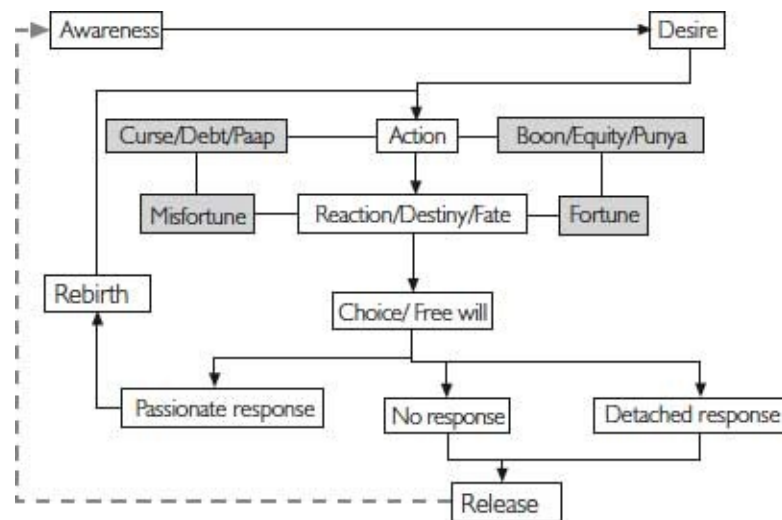 Awareness
Desire
Curse/Debt/Paap
Action
Boon/Equity/Punya
Misfortune
Reaction/Destiny/Fate
Fortune
Rebirth
Choice/ Free will
Passionate response
No response
Detached response
Release